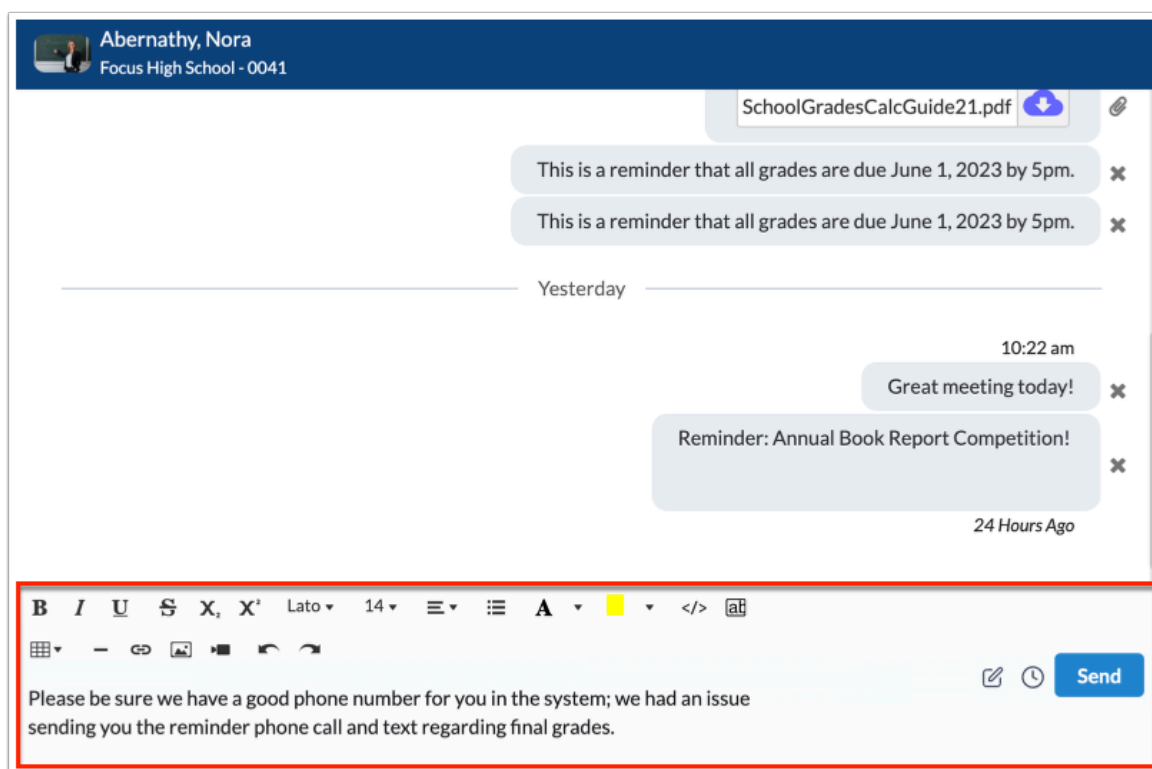 Abernathy, Nora
Focus High School - 0041
SchoolGradesCalcGuide21.pdf
This is a reminder that all grades are due June 1, 2023 by 5pm.
This is a reminder that all grades are due June 1, 2023 by 5pm.
Yesterday
10:22 am
Great meeting today!
Reminder: Annual Book Report Competition!
24 Hours Ago
B I U S X, X² Lato 14 A </> ab
Send
Please be sure we have a good phone number for you in the system; we had an issue
sending you the reminder phone call and text regarding final grades.